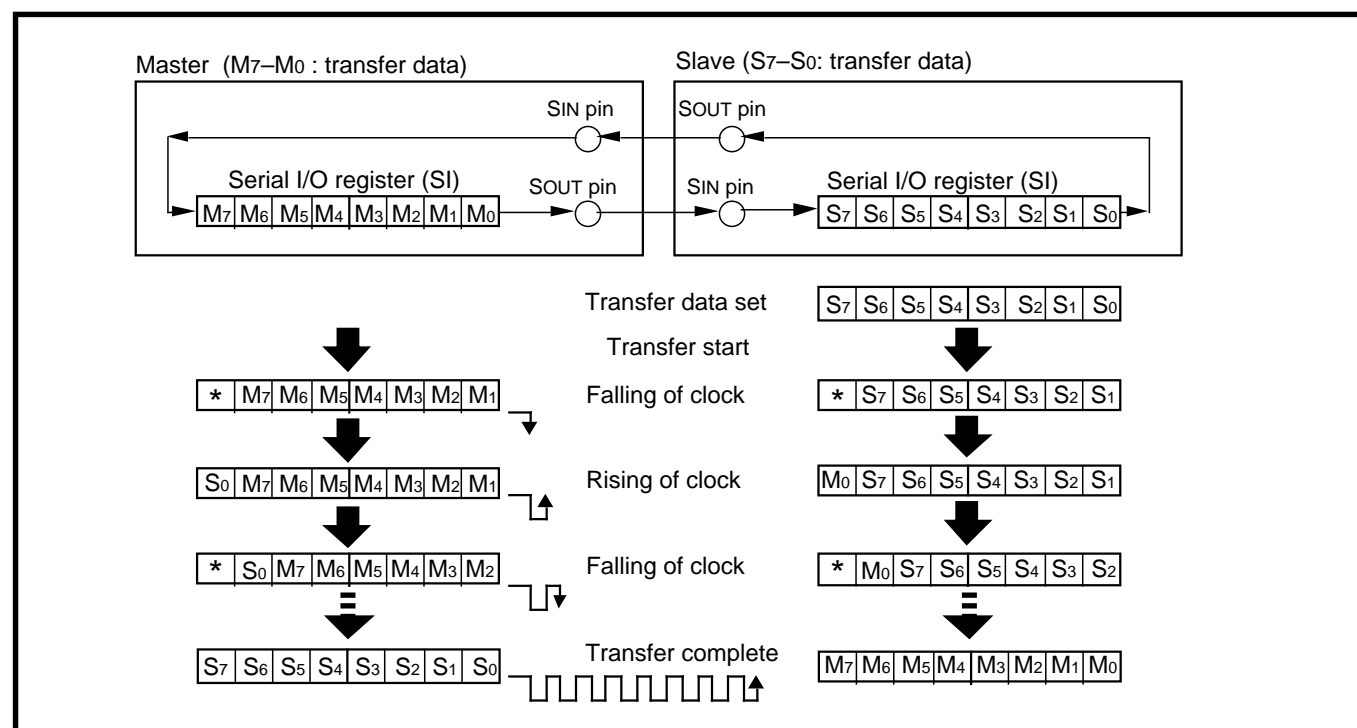 Master (M7–M0 : transfer data)
Slave (S7–S0: transfer data)
SIN pin
SOUT pin
Serial I/O register (SI)
SOUT pin
SIN pin
Serial I/O register (SI)
M7 M6 M5 M4 M3 M2 M1 M0
S7 S6 S5 S4 S3 S2 S1 S0
Transfer data set
S7 S6 S5 S4 S3 S2 S1 S0
Transfer start
* M7 M6 M5 M4 M3 M2 M1
Falling of clock
* S7 S6 S5 S4 S3 S2 S1
S0 M7 M6 M5 M4 M3 M2 M1
Rising of clock
M0 S7 S6 S5 S4 S3 S2 S1
* S0 M7 M6 M5 M4 M3 M2
Falling of clock
* M0 S7 S6 S5 S4 S3 S2
S7 S6 S5 S4 S3 S2 S1 S0
Transfer complete
M7 M6 M5 M4 M3 M2 M1 M0